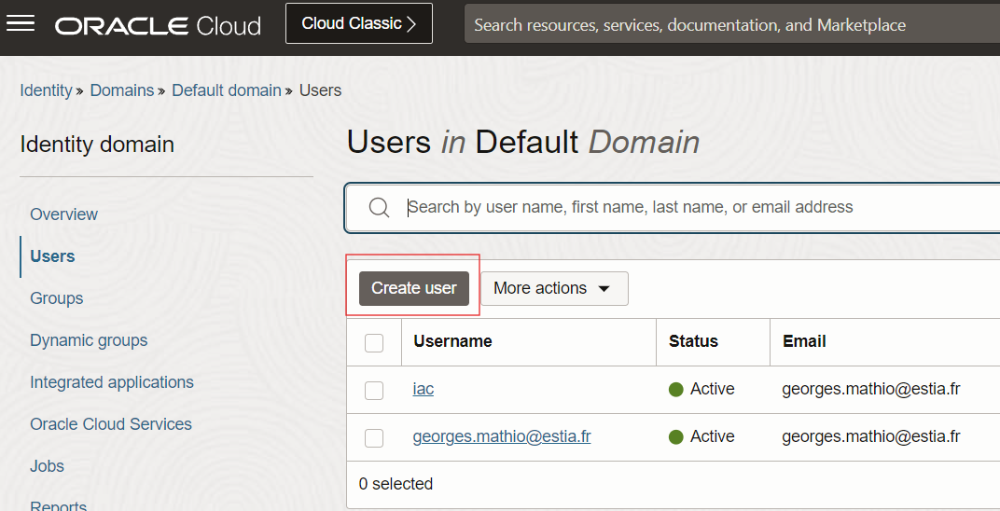 ORACLE Cloud
Cloud Classic
Search resources, services, documentation, and Marketplace
Identity » Domains » Default domain » Users
Identity domain
Overview
Users
Groups
Dynamic groups
Integrated applications
Oracle Cloud Services
Jobs
Reports
Users in Default Domain
Search by user name, first name, last name, or email address
Create user
More actions
Username Status Email
iac Active georges.mathio@estia.fr
georges.mathio@estia.fr Active georges.mathio@estia.fr
0 selected